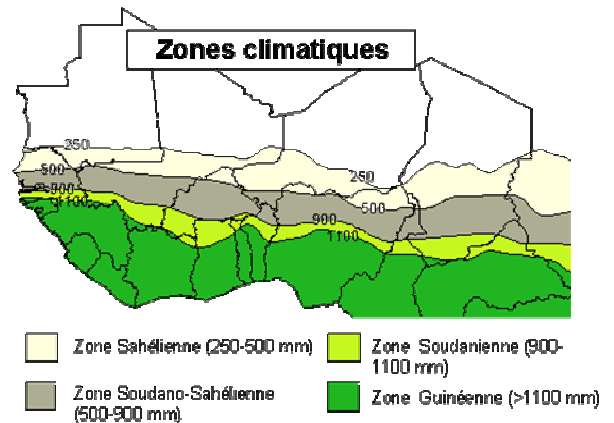 Zones climatiques
250
500
900
1100
250
500
900
1100
Zone Sahélienne (250-500 mm)
Zone Soudano-Sahélienne
(500-900 mm)
Zone Soudanienne (900-
1100 mm)
Zone Guinéenne (>1100 mm)